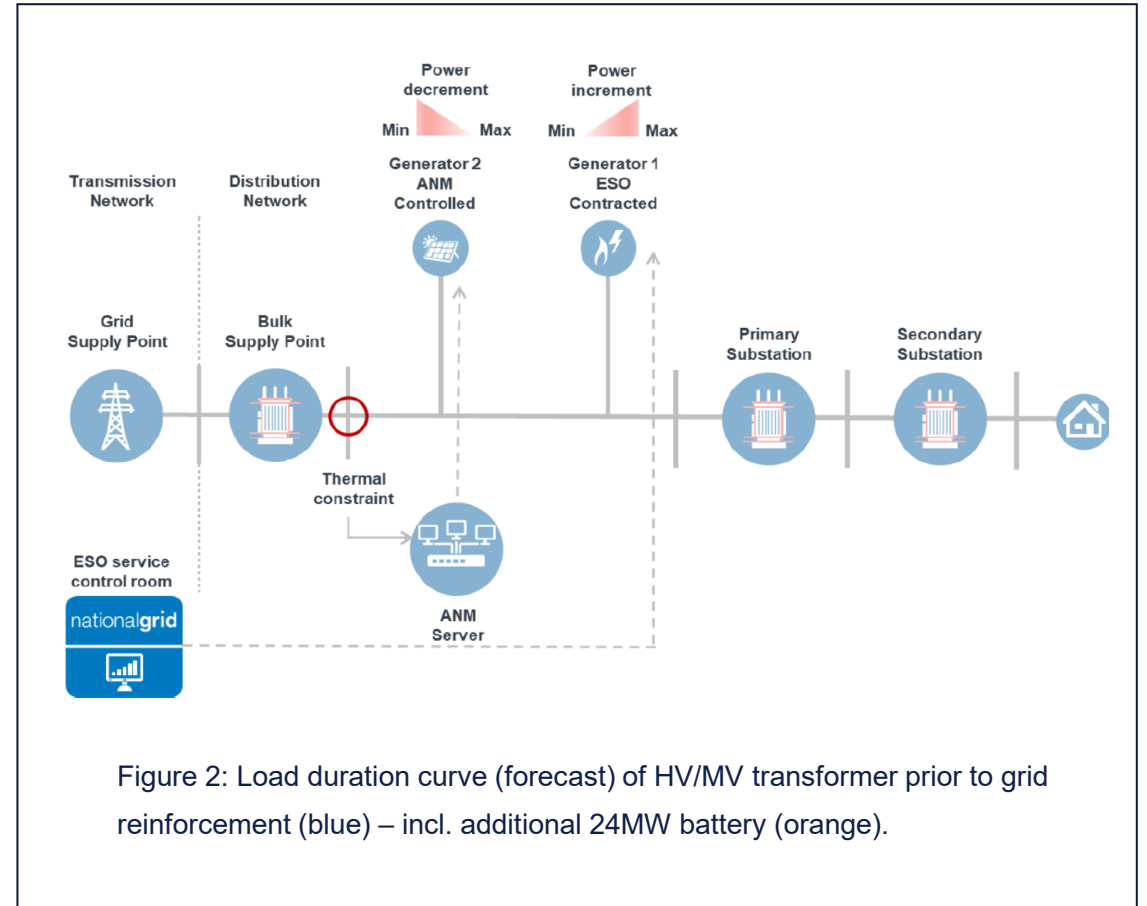 Power
decrement
Min
Max
Generator 2
ANM
Controlled
Power
increment
Min
Max
Generator 1
ESO
Contracted
Transmission
Network
Distribution
Network
Grid
Supply Point
Bulk
Supply Point
Primary
Substation
Secondary
Substation
Thermal
constraint
ANM
Server
ESO service
control room
nationalgrid
Figure 2: Load duration curve (forecast) of HV/MV transformer prior to grid
reinforcement (blue) – incl. additional 24MW battery (orange).